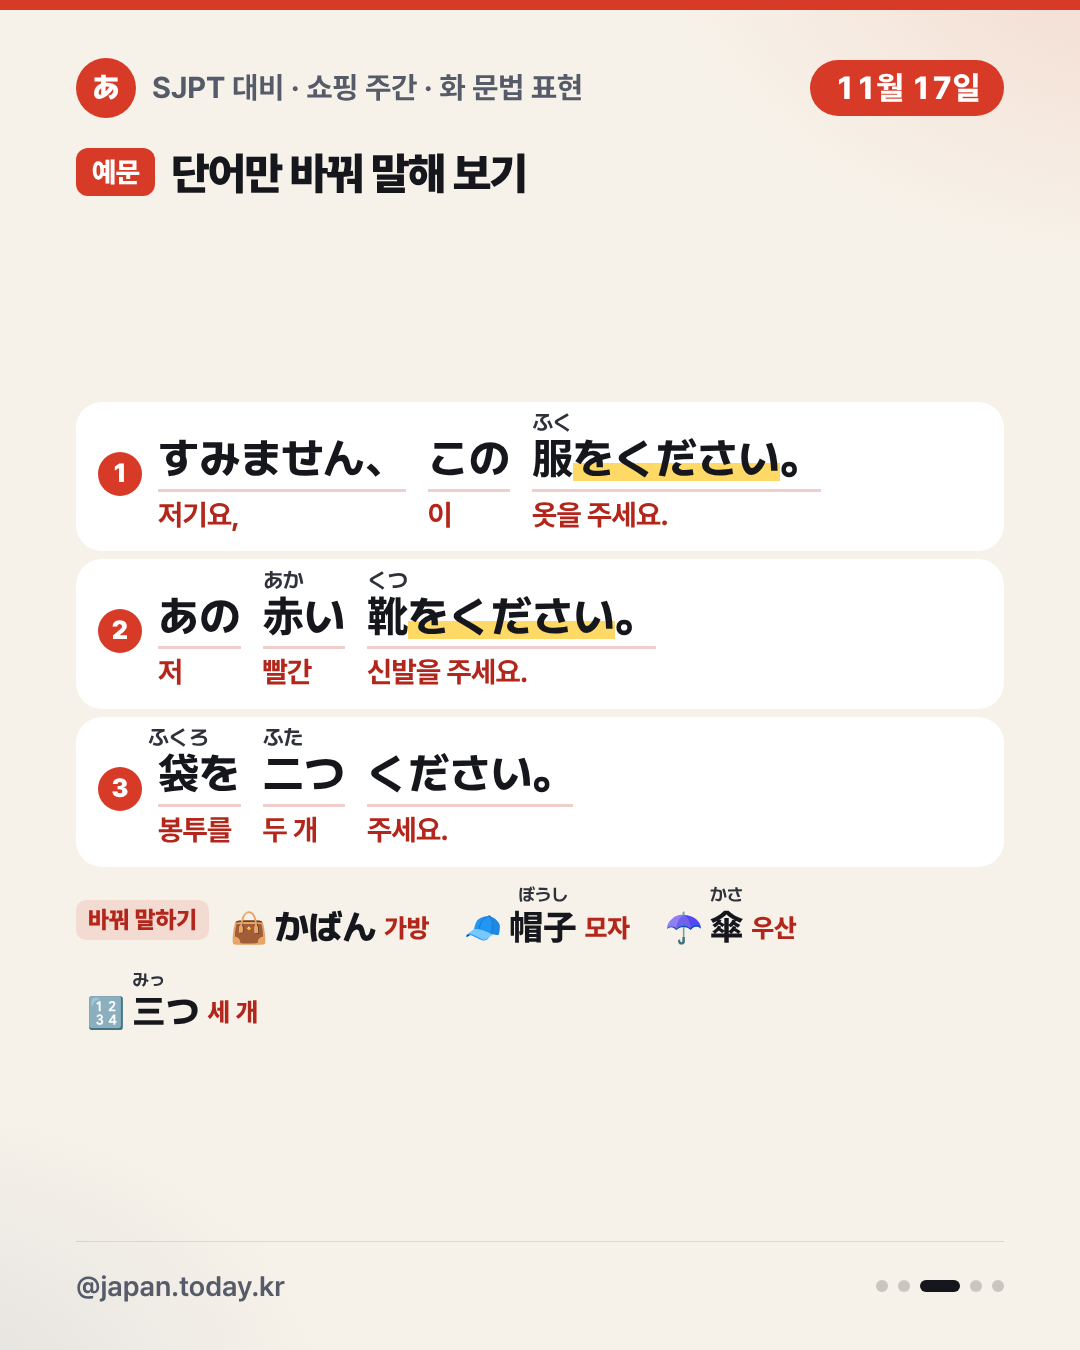 あ SJPT 대비 · 쇼핑 주간 · 화 문법 표현 11월 17일
예문 단어만 바꿔 말해 보기
ふく
1 すみません、 この 服をください。
저기요, 이 옷을 주세요.
あか くつ
2 あの 赤い 靴をください。
저 빨간 신발을 주세요.
ふくろ ふた
3 袋を 二つ ください。
봉투를 두 개 주세요.
ぼうし かさ
바꿔 말하기 👜 かばん 가방 🧢 帽子 모자 ☂️ 傘 우산
みっ
🔢 三つ 세 개
@japan.today.kr